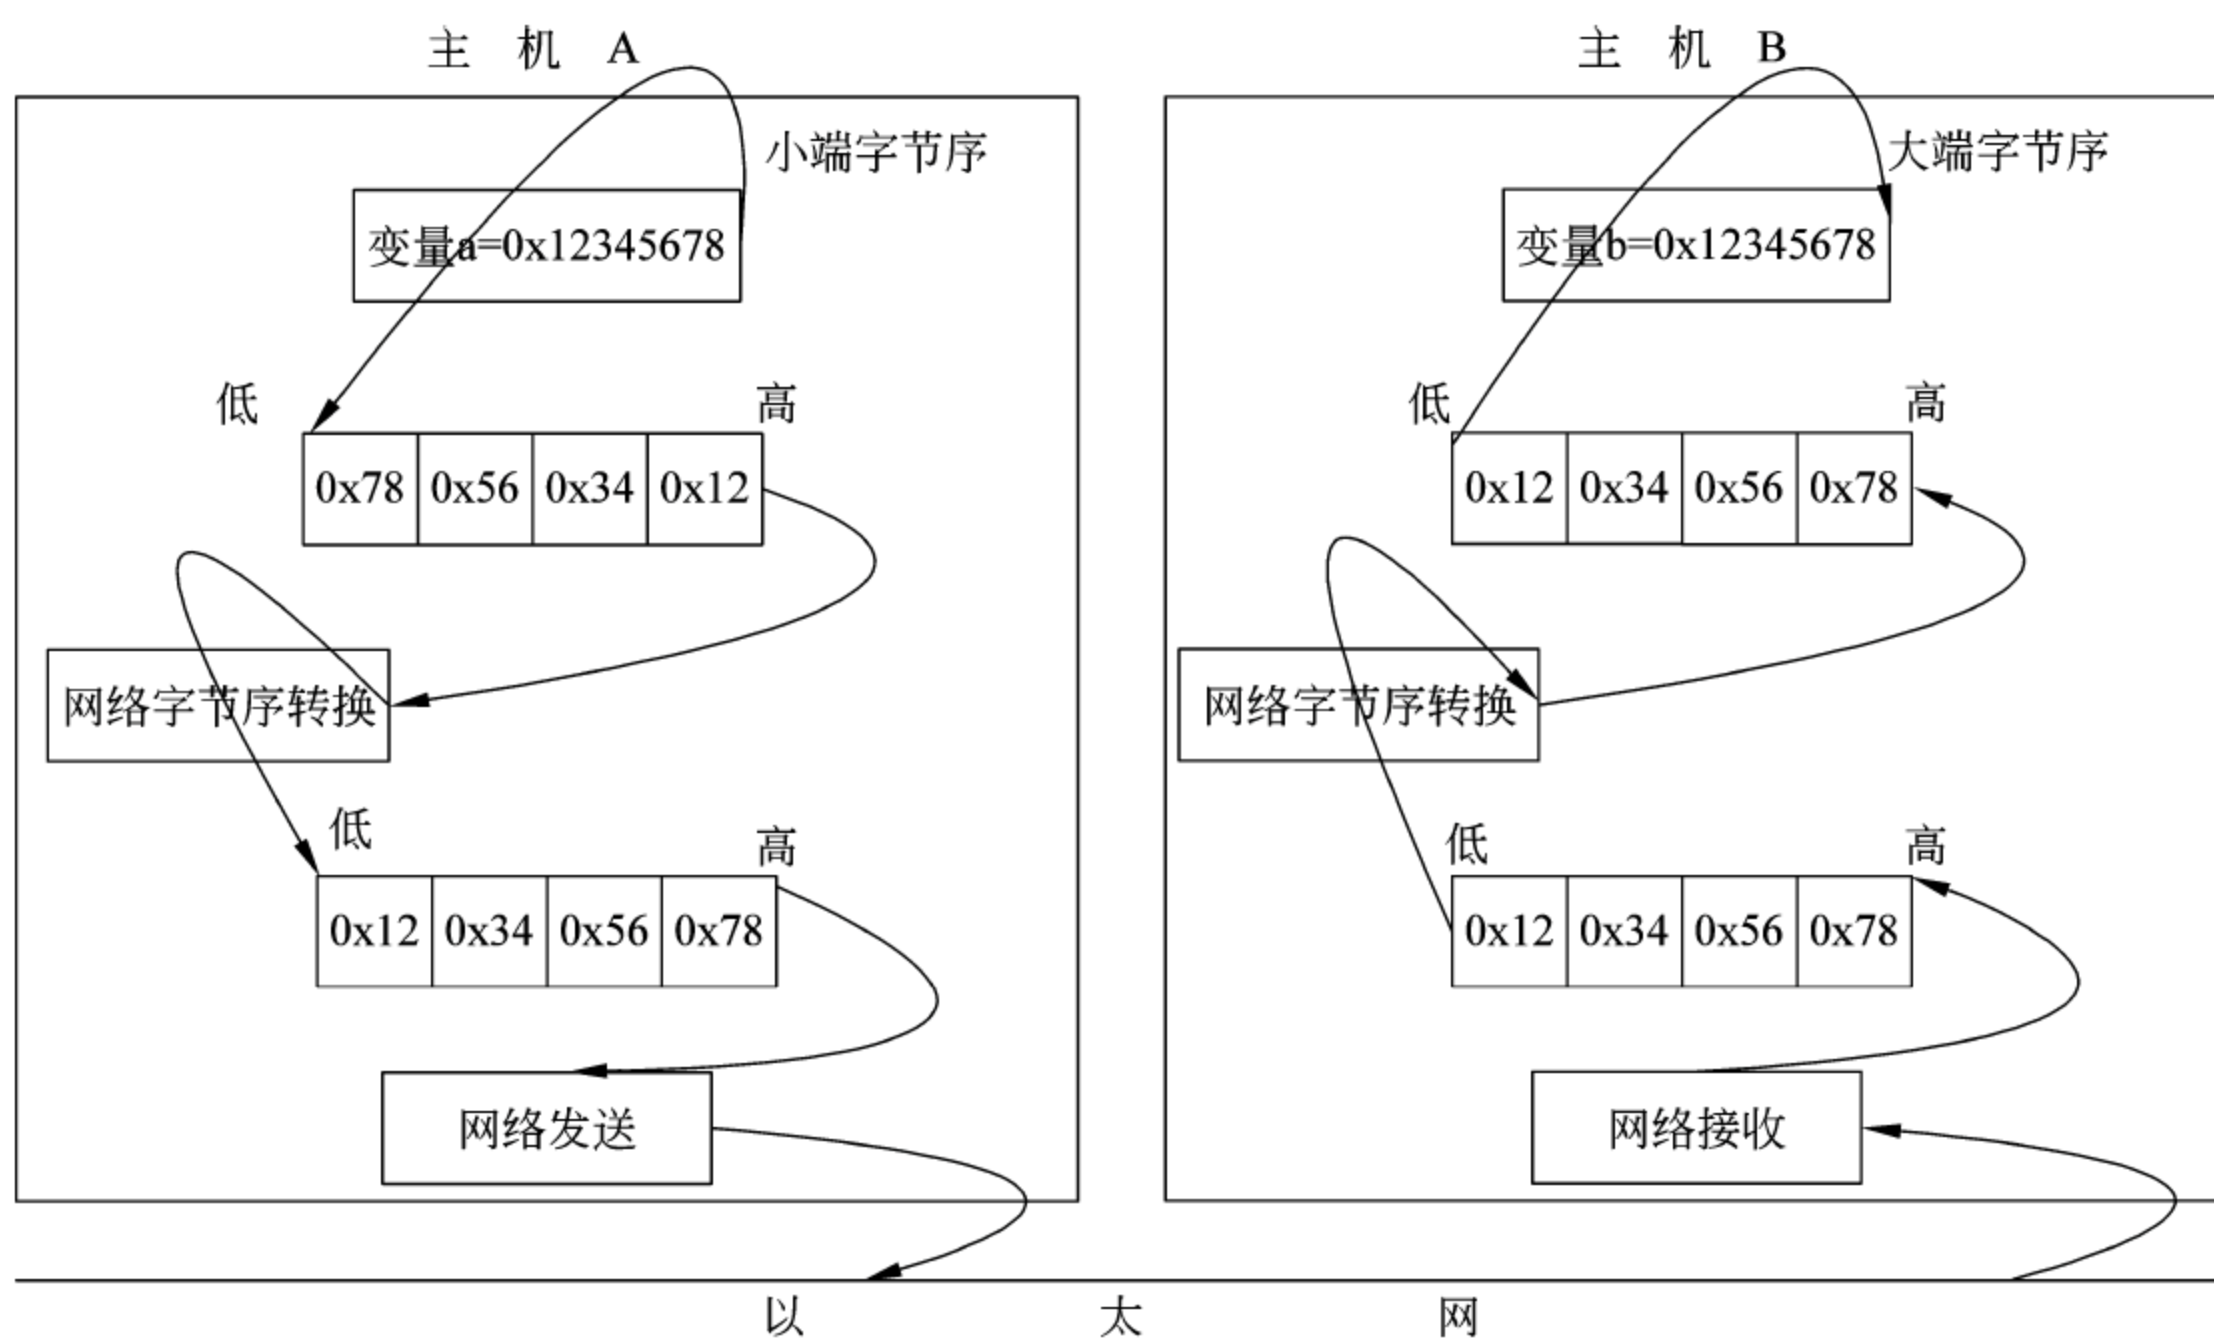 主 机 A
小端字节序
变量a=0x12345678
低 高
0x78 0x56 0x34 0x12
网络字节序转换
低 高
0x12 0x34 0x56 0x78
网络发送
主 机 B
大端字节序
变量b=0x12345678
低 高
0x12 0x34 0x56 0x78
网络字节序转换
低 高
0x12 0x34 0x56 0x78
网络接收
以 太 网